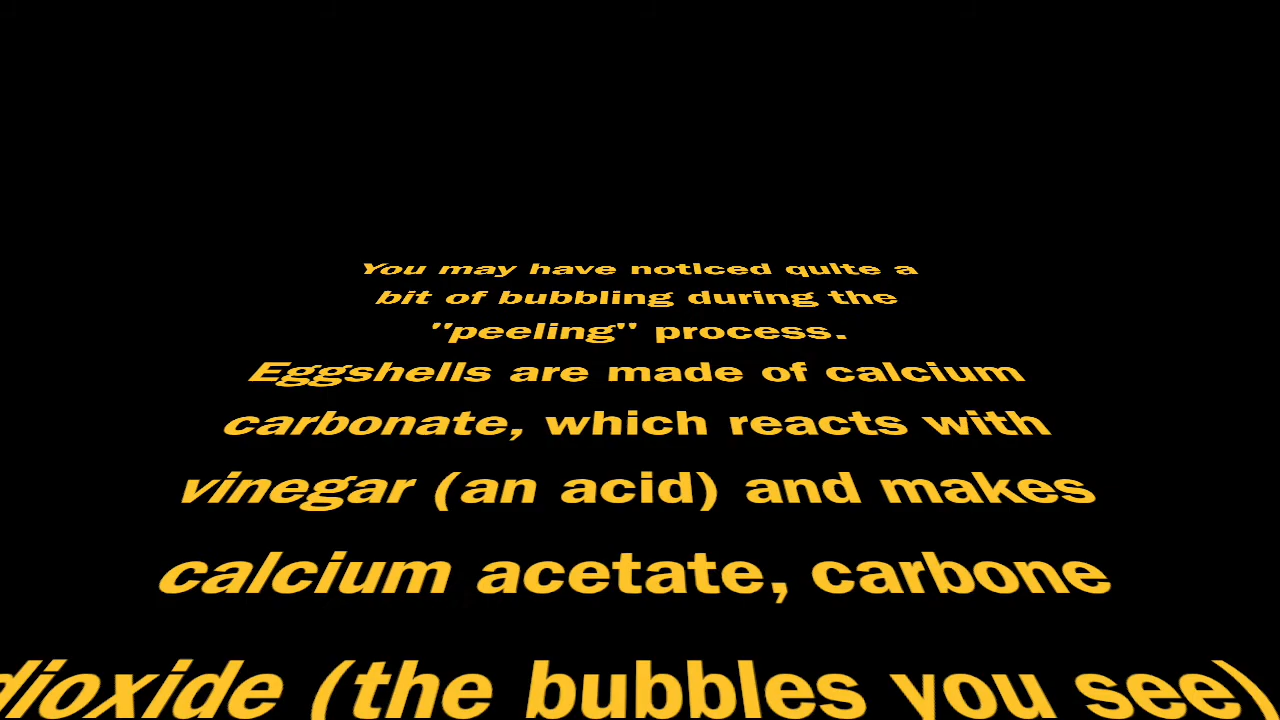 You may have noticed quite a
bit of bubbling during the
"peeling" process.
Eggshells are made of calcium
carbonate, which reacts with
vinegar (an acid) and makes
calcium acetate, carbone
dioxide (the bubbles you see)